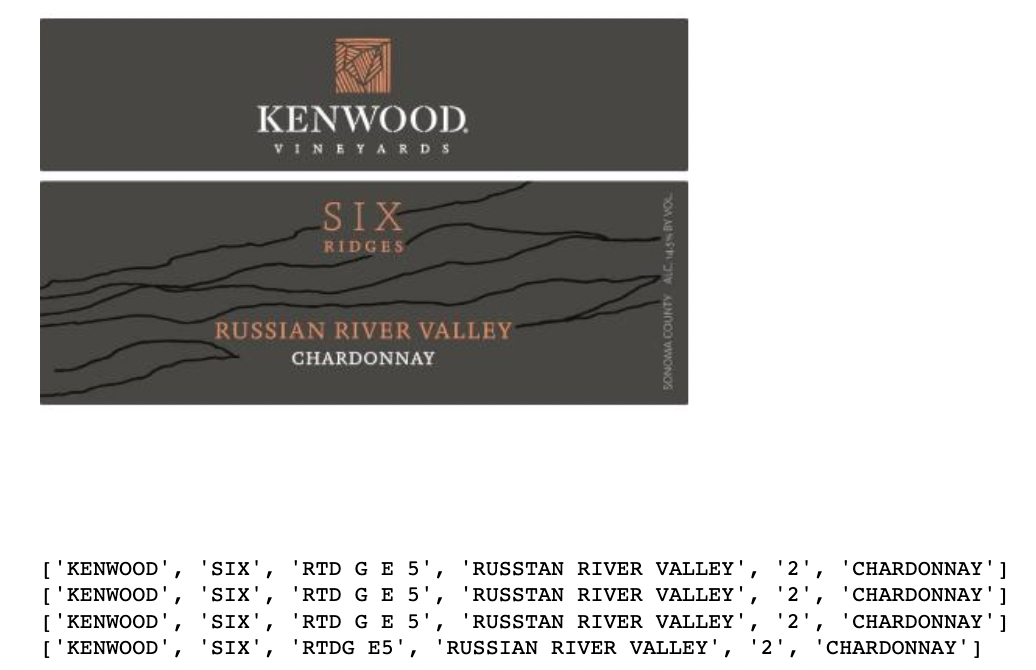 KENWOOD
VINEYARDS
SIX
RIDGES
RUSSIAN RIVER VALLEY
CHARDONNAY
SONOMA COUNTY ALC. 14.5% BY VOL.
['KENWOOD', 'SIX', 'RTD G E 5', 'RUSSTAN RIVER VALLEY', '2', 'CHARDONNAY']
['KENWOOD', 'SIX', 'RTD G E 5', 'RUSSTAN RIVER VALLEY', '2', 'CHARDONNAY']
['KENWOOD', 'SIX', 'RTD G E 5', 'RUSSTAN RIVER VALLEY', '2', 'CHARDONNAY']
['KENWOOD', 'SIX', 'RTDG E5', 'RUSSIAN RIVER VALLEY', '2', 'CHARDONNAY']